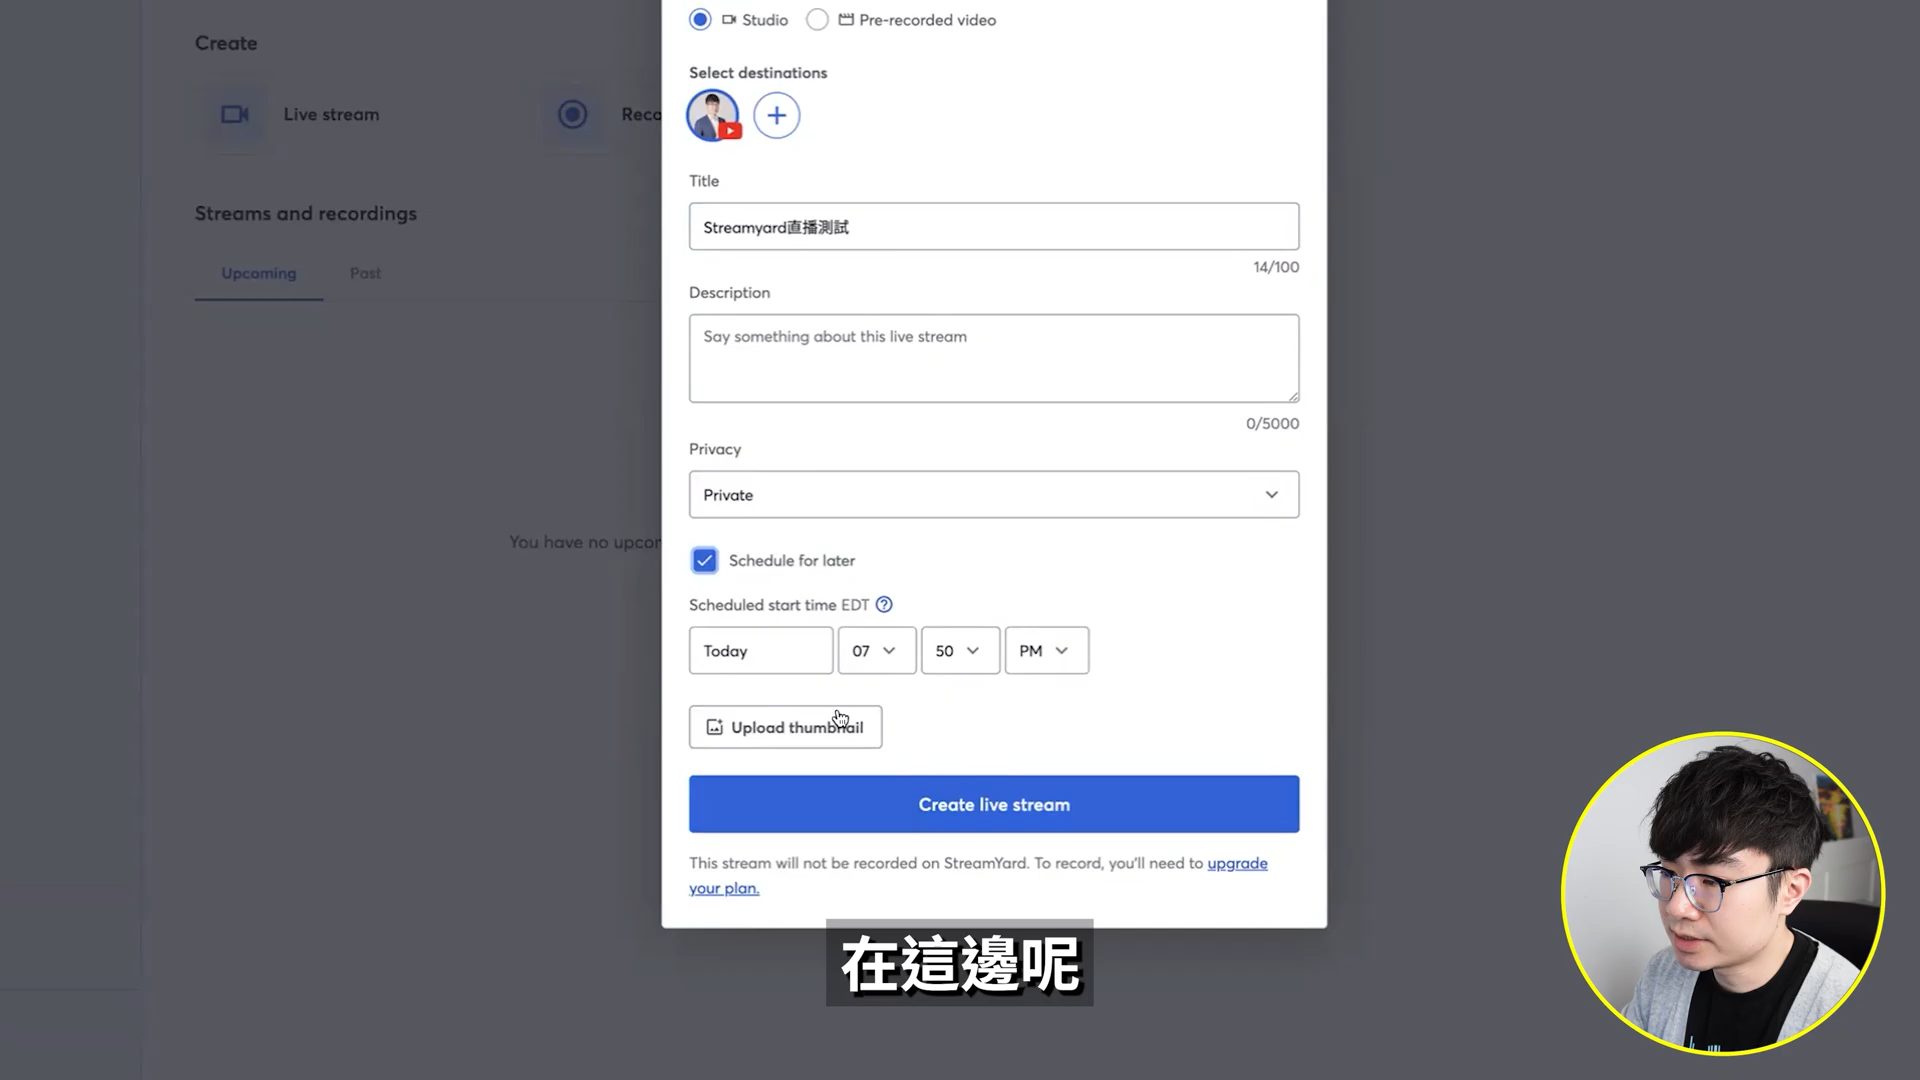 Studio
Pre-recorded video
Create
Select destinations
Live stream
Reco
Title
Streams and recordings
Streamyard直播測試
14/100
Upcoming
Past
Description
Say something about this live stream
0/5000
Privacy
Private
You have no upcom
Schedule for later
Scheduled start time EDT ?
Today
07
50
PM
Upload thumbnail
Create live stream
This stream will not be recorded on StreamYard. To record, you'll need to upgrade
your plan.
在這邊呢